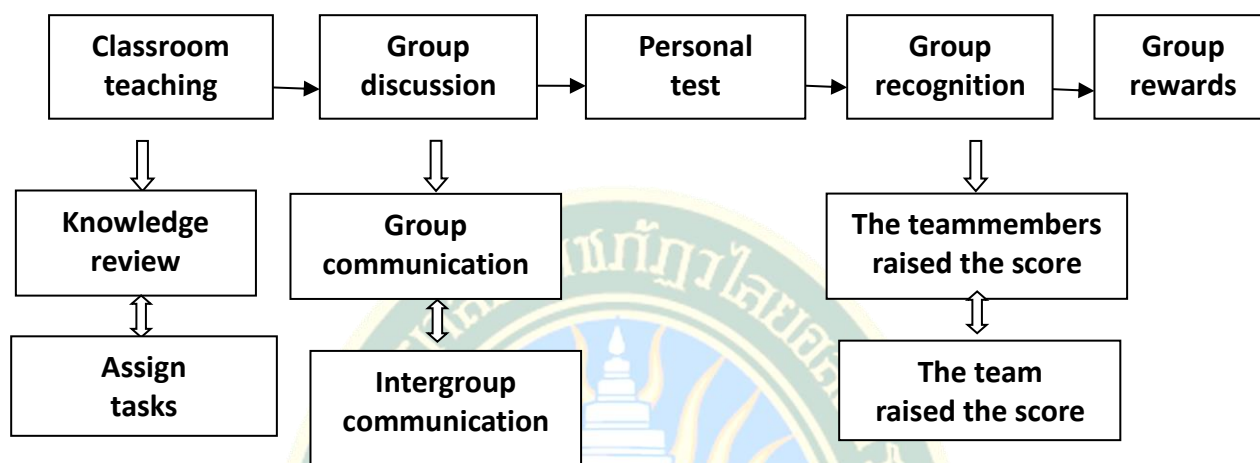 Classroom
teaching
Group
discussion
Personal
test
Group
recognition
Group
rewards
Knowledge
review
Group
communication
The teammembers
raised the score
Assign
tasks
Intergroup
communication
The team
raised the score